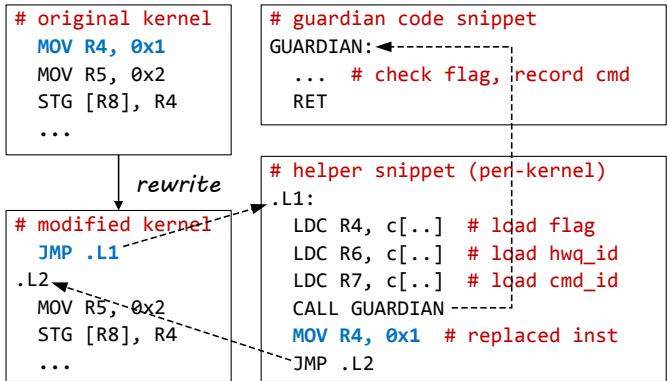 # original kernel
MOV R4, 0x1
MOV R5, 0x2
STG [R8], R4
...
rewrite
# modified kernel
JMP .L1
.L2
MOV R5, 0x2
STG [R8], R4
...
# guardian code snippet
GUARDIAN:
... # check flag, record cmd
RET
# helper snippet (per-kernel)
.L1:
LDC R4, c[..] # load flag
LDC R6, c[..] # load hwq_id
LDC R7, c[..] # load cmd_id
CALL GUARDIAN
MOV R4, 0x1 # replaced inst
JMP .L2